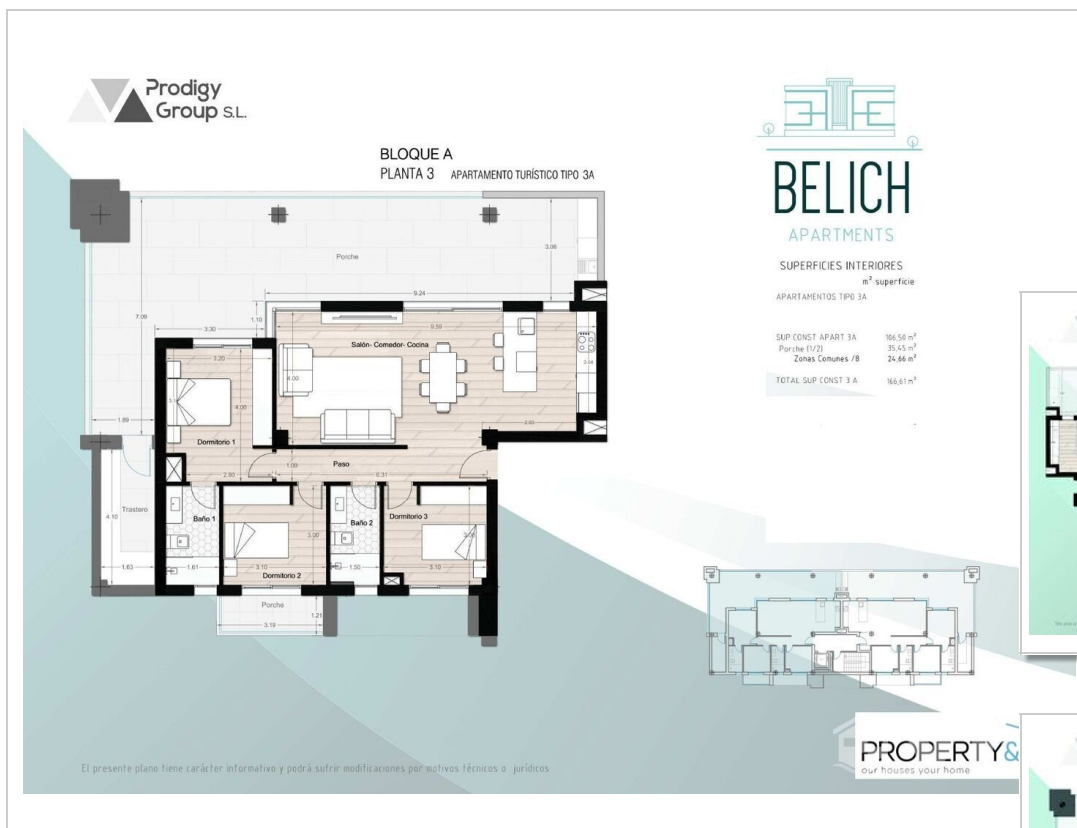 Prodigy
Group S.L.
BLOQUE A
PLANTA 3 APARTAMENTO TURÍSTICO TIPO 3A
BELICH
APARTMENTS
SUPERFICIES INTERIORES
m² superficie
APARTAMENTOS TIPO 3A
SUP CONST APART 3A 106,50 m²
Porche (1/2) 35,45 m²
Zonas Comunes /8 24,66 m²
TOTAL SUP CONST 3 A 166,61 m²
Porche
3.08
9.24
7.09
1.10
3.30
9.59
3.20
Salón- Comedor- Cocina
4.00
4.00
1.89
Dormitorio 1
2.60
1.00
Paso
6.31
Trastero
4.10
1.63
Baño 1
1.61
3.00
3.10
Dormitorio 2
Baño 2
1.50
Dormitorio 3
3.10
Porche
3.19
1.21
PROPERTY&
our houses your home
El presente plano tiene carácter informativo y podrá sufrir modificaciones por motivos técnicos o jurídicos